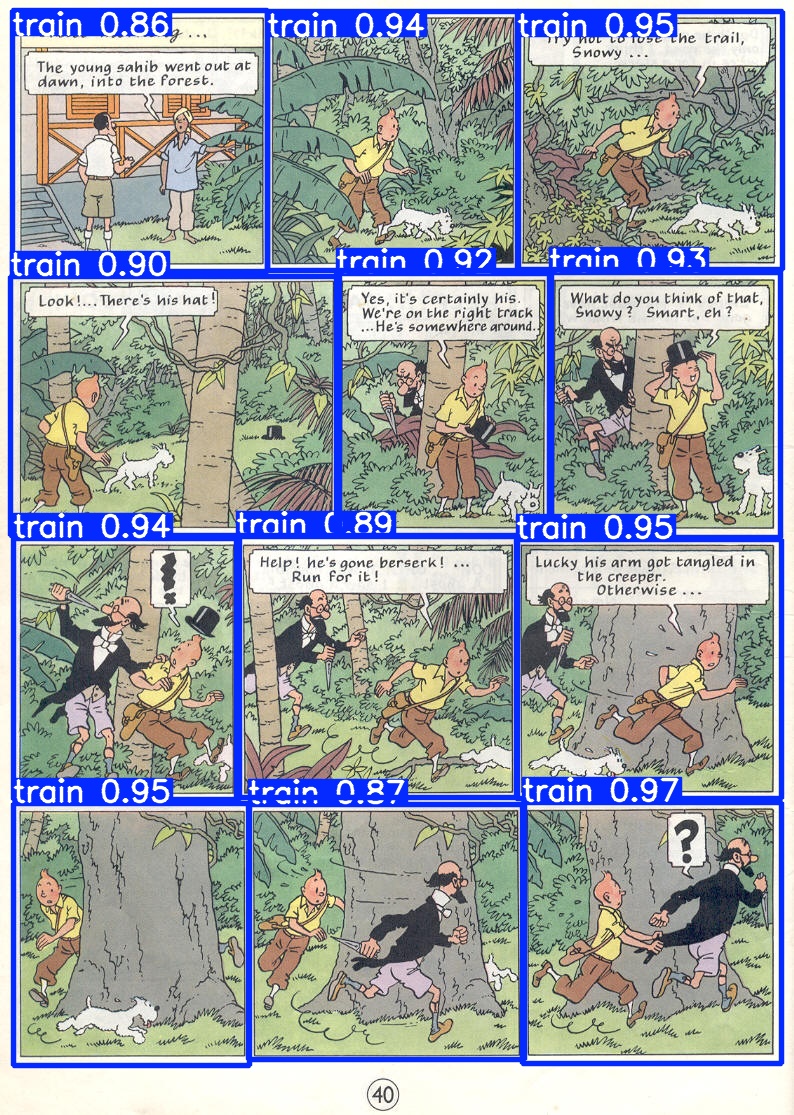 train 0.86
train 0.94
train 0.95
...
The young sahib went out at
dawn, into the forest.
Try not to lose the trail,
Snowy ...
train 0.90
train 0.92
train 0.93
Look!... There's his hat!
Yes, it's certainly his.
We're on the right track
...He's somewhere around..
What do you think of that,
Snowy? Smart, eh?
train 0.94
train 0.89
train 0.95
!
Help! he's gone berserk! ...
Run for it!
Lucky his arm got tangled in
the creeper.
Otherwise ...
train 0.95
train 0.87
train 0.97
?
40